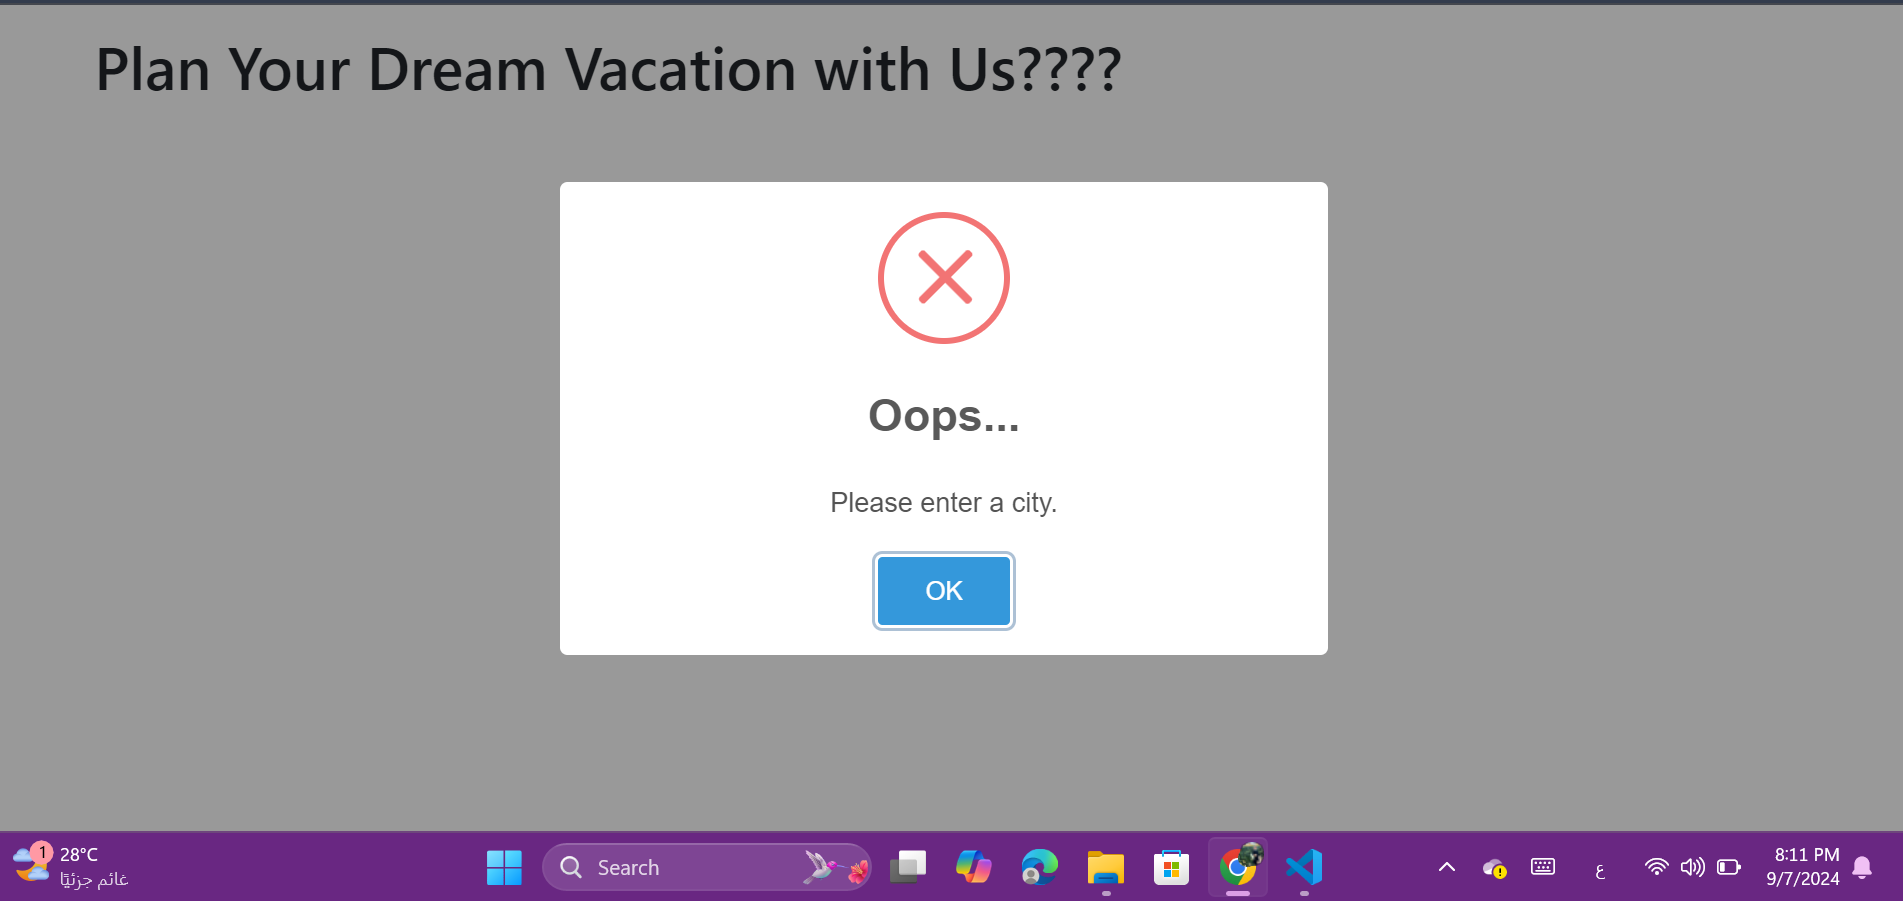 Plan Your Dream Vacation with Us????
Oops...
Please enter a city.
OK
1
28°C
غائم جزئيًا
Search
ع
8:11 PM
9/7/2024